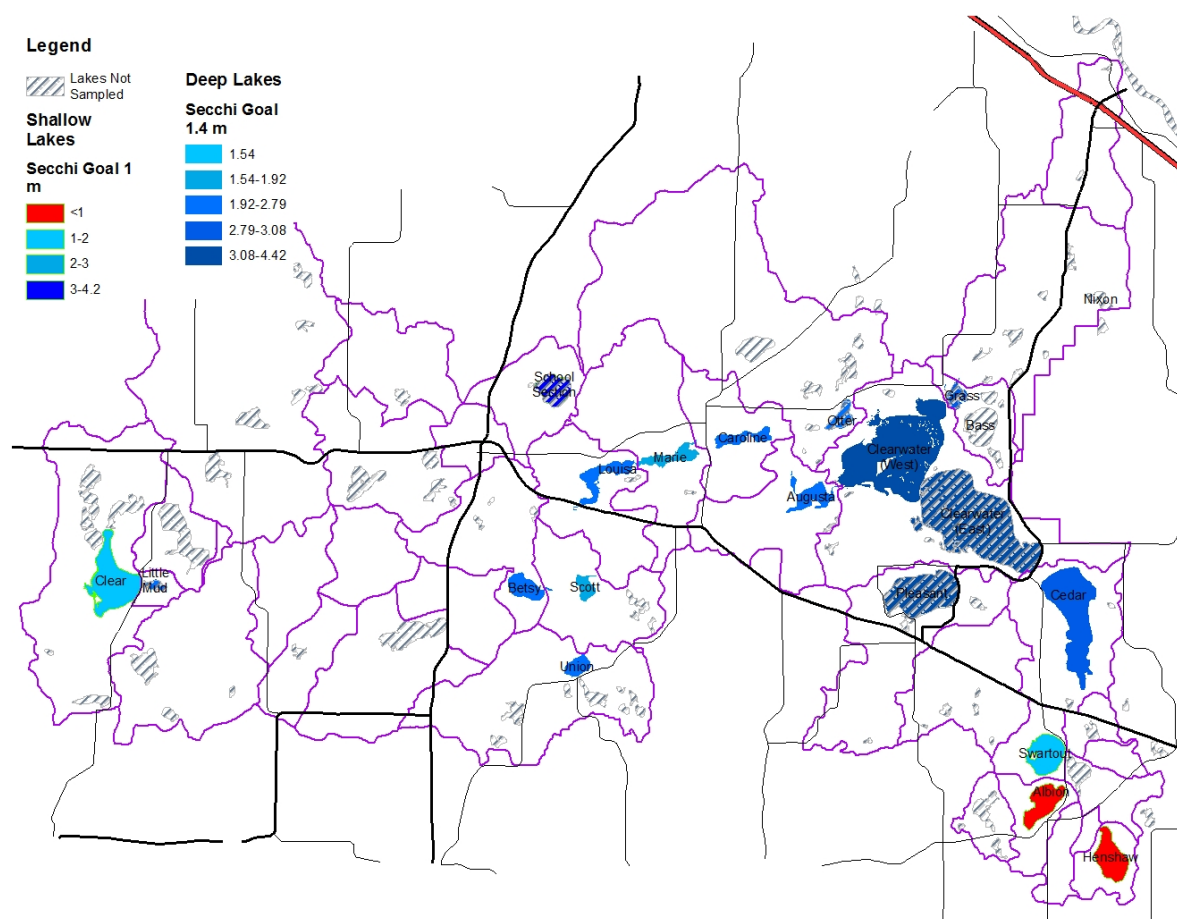 Legend
Lakes Not
Sampled
Shallow
Lakes
Secchi Goal 1
m
<1
1-2
2-3
3-4.2
Deep Lakes
Secchi Goal
1.4 m
1.54
1.54-1.92
1.92-2.79
2.79-3.08
3.08-4.42
Nixon
School
Section
Grass
Otter
Bass
Caroline
Clearwater
(West)
Marie
Louisa
Augusta
Clearwater
(East)
Clear
Little
Mud
Betsy
Scott
Pleasant
Cedar
Union
Swartout
Albion
Henshaw